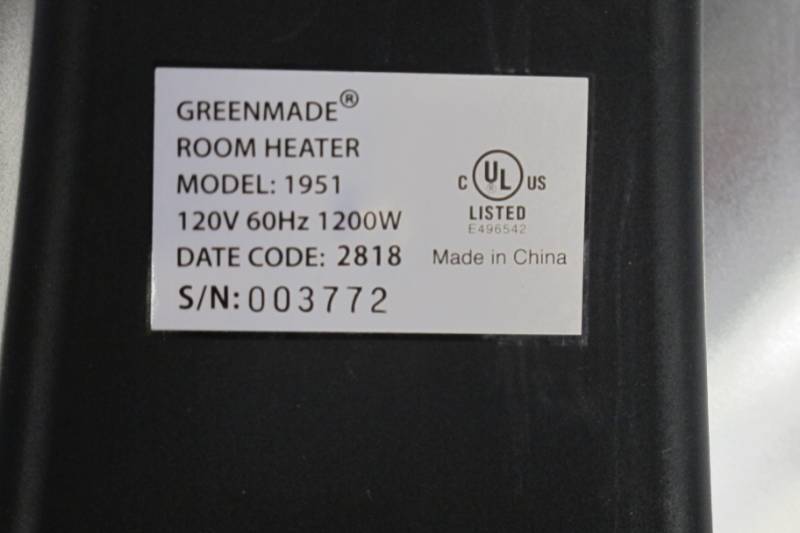 GREENMADE®
ROOM HEATER
MODEL: 1951
120V 60Hz 1200W
DATE CODE: 2818
S/N: 003772
C UL® US
LISTED
E496542
Made in China